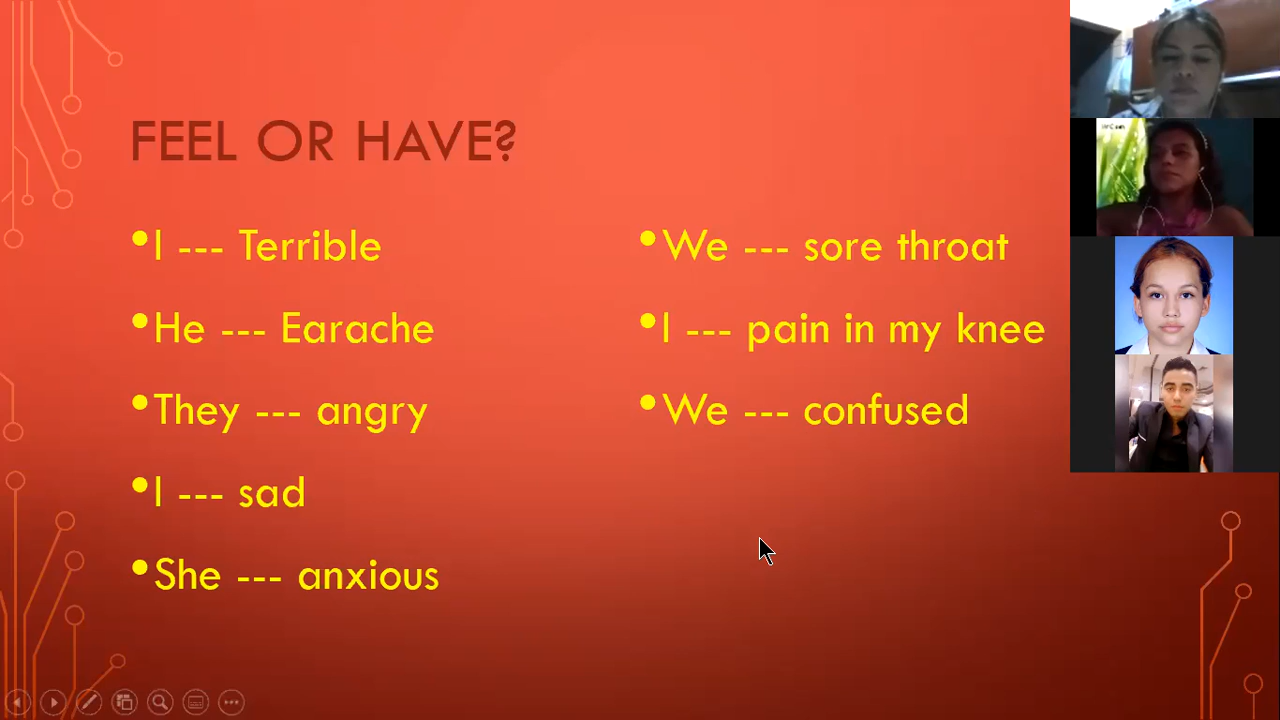 FEEL OR HAVE?
•I --- Terrible
•He --- Earache
•They --- angry
•I --- sad
•She --- anxious
•We --- sore throat
•I --- pain in my knee
•We --- confused